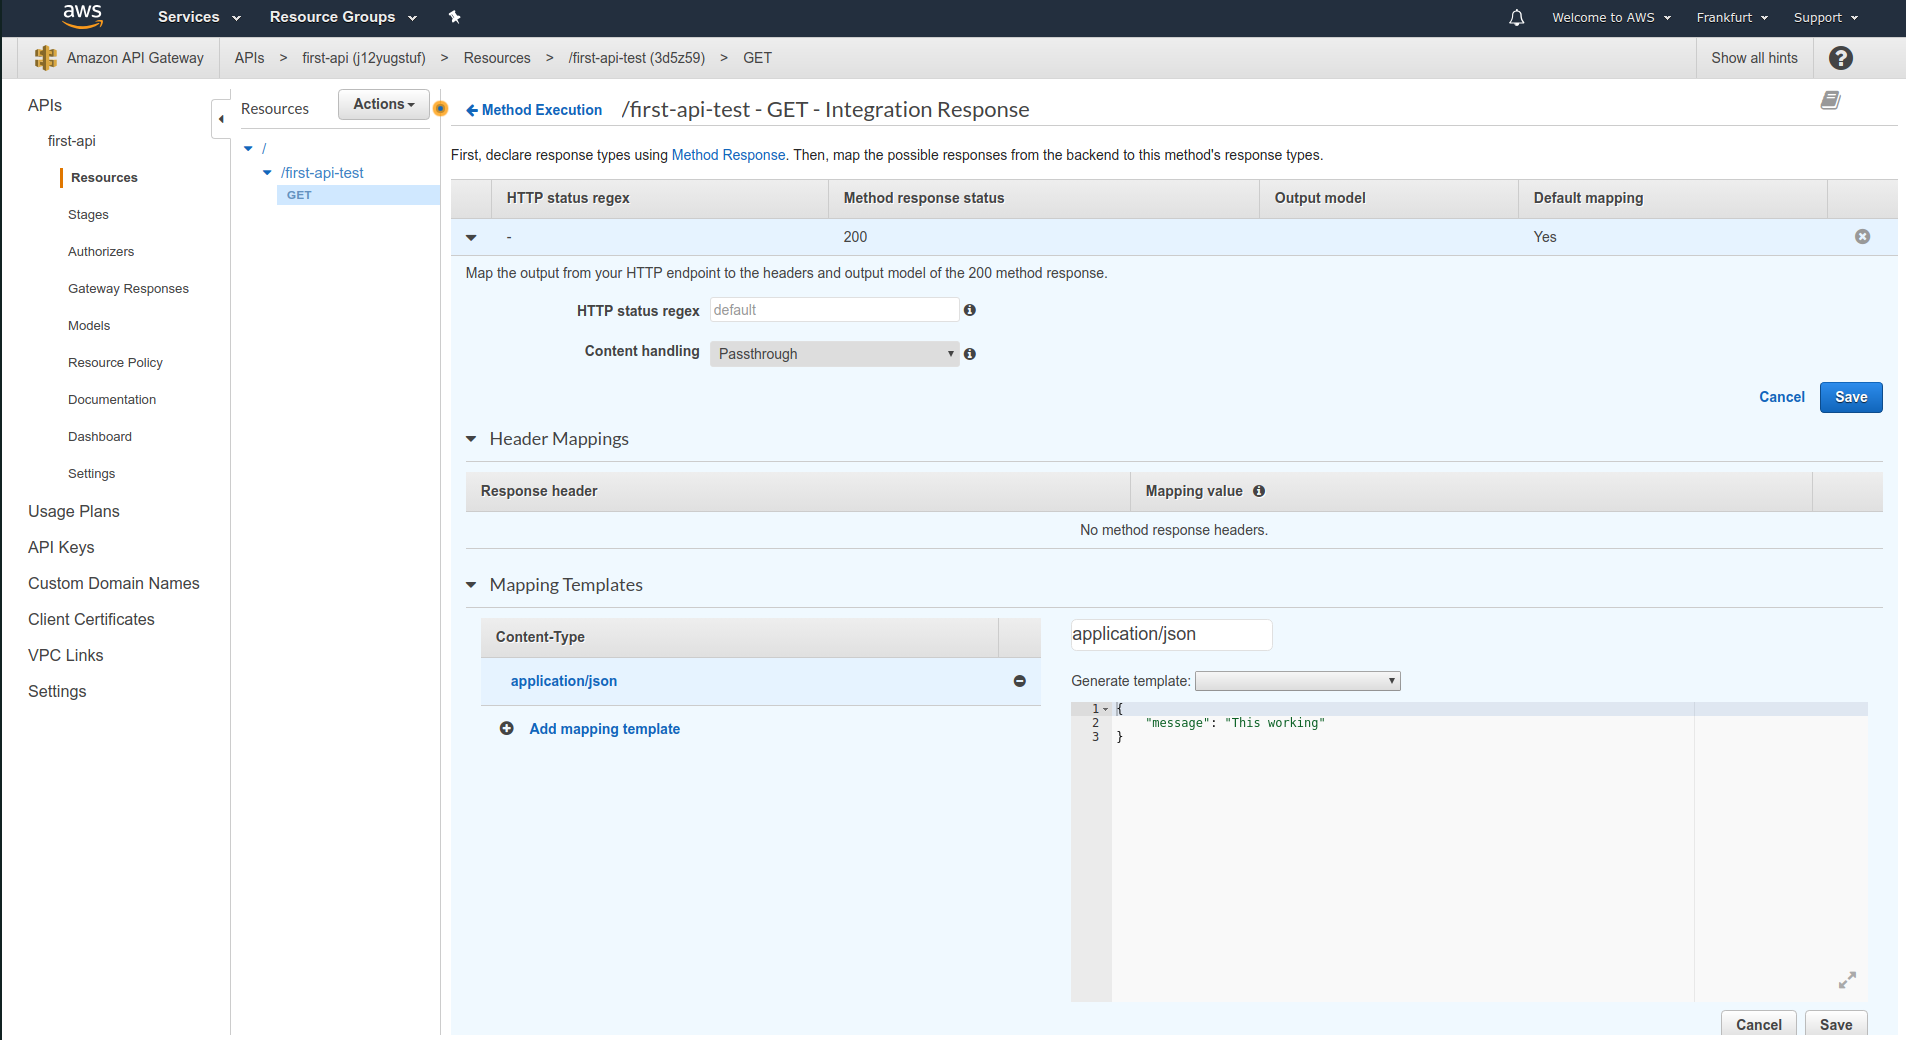 aws Services Resource Groups Welcome to AWS Frankfurt Support
Amazon API Gateway APIs > first-api (j12yugstuf) > Resources > /first-api-test (3d5z59) > GET Show all hints ?
APIs
first-api
Resources
Stages
Authorizers
Gateway Responses
Models
Resource Policy
Documentation
Dashboard
Settings
Usage Plans
API Keys
Custom Domain Names
Client Certificates
VPC Links
Settings
Resources Actions
/
/first-api-test
GET
Method Execution /first-api-test - GET - Integration Response
First, declare response types using Method Response. Then, map the possible responses from the backend to this method's response types.
HTTP status regex Method response status Output model Default mapping
- 200 Yes
Map the output from your HTTP endpoint to the headers and output model of the 200 method response.
HTTP status regex default
Content handling Passthrough
Cancel Save
Header Mappings
Response header Mapping value
No method response headers.
Mapping Templates
Content-Type
application/json
Add mapping template
application/json
Generate template:
1 {
2 "message": "This working"
3 }
Cancel Save